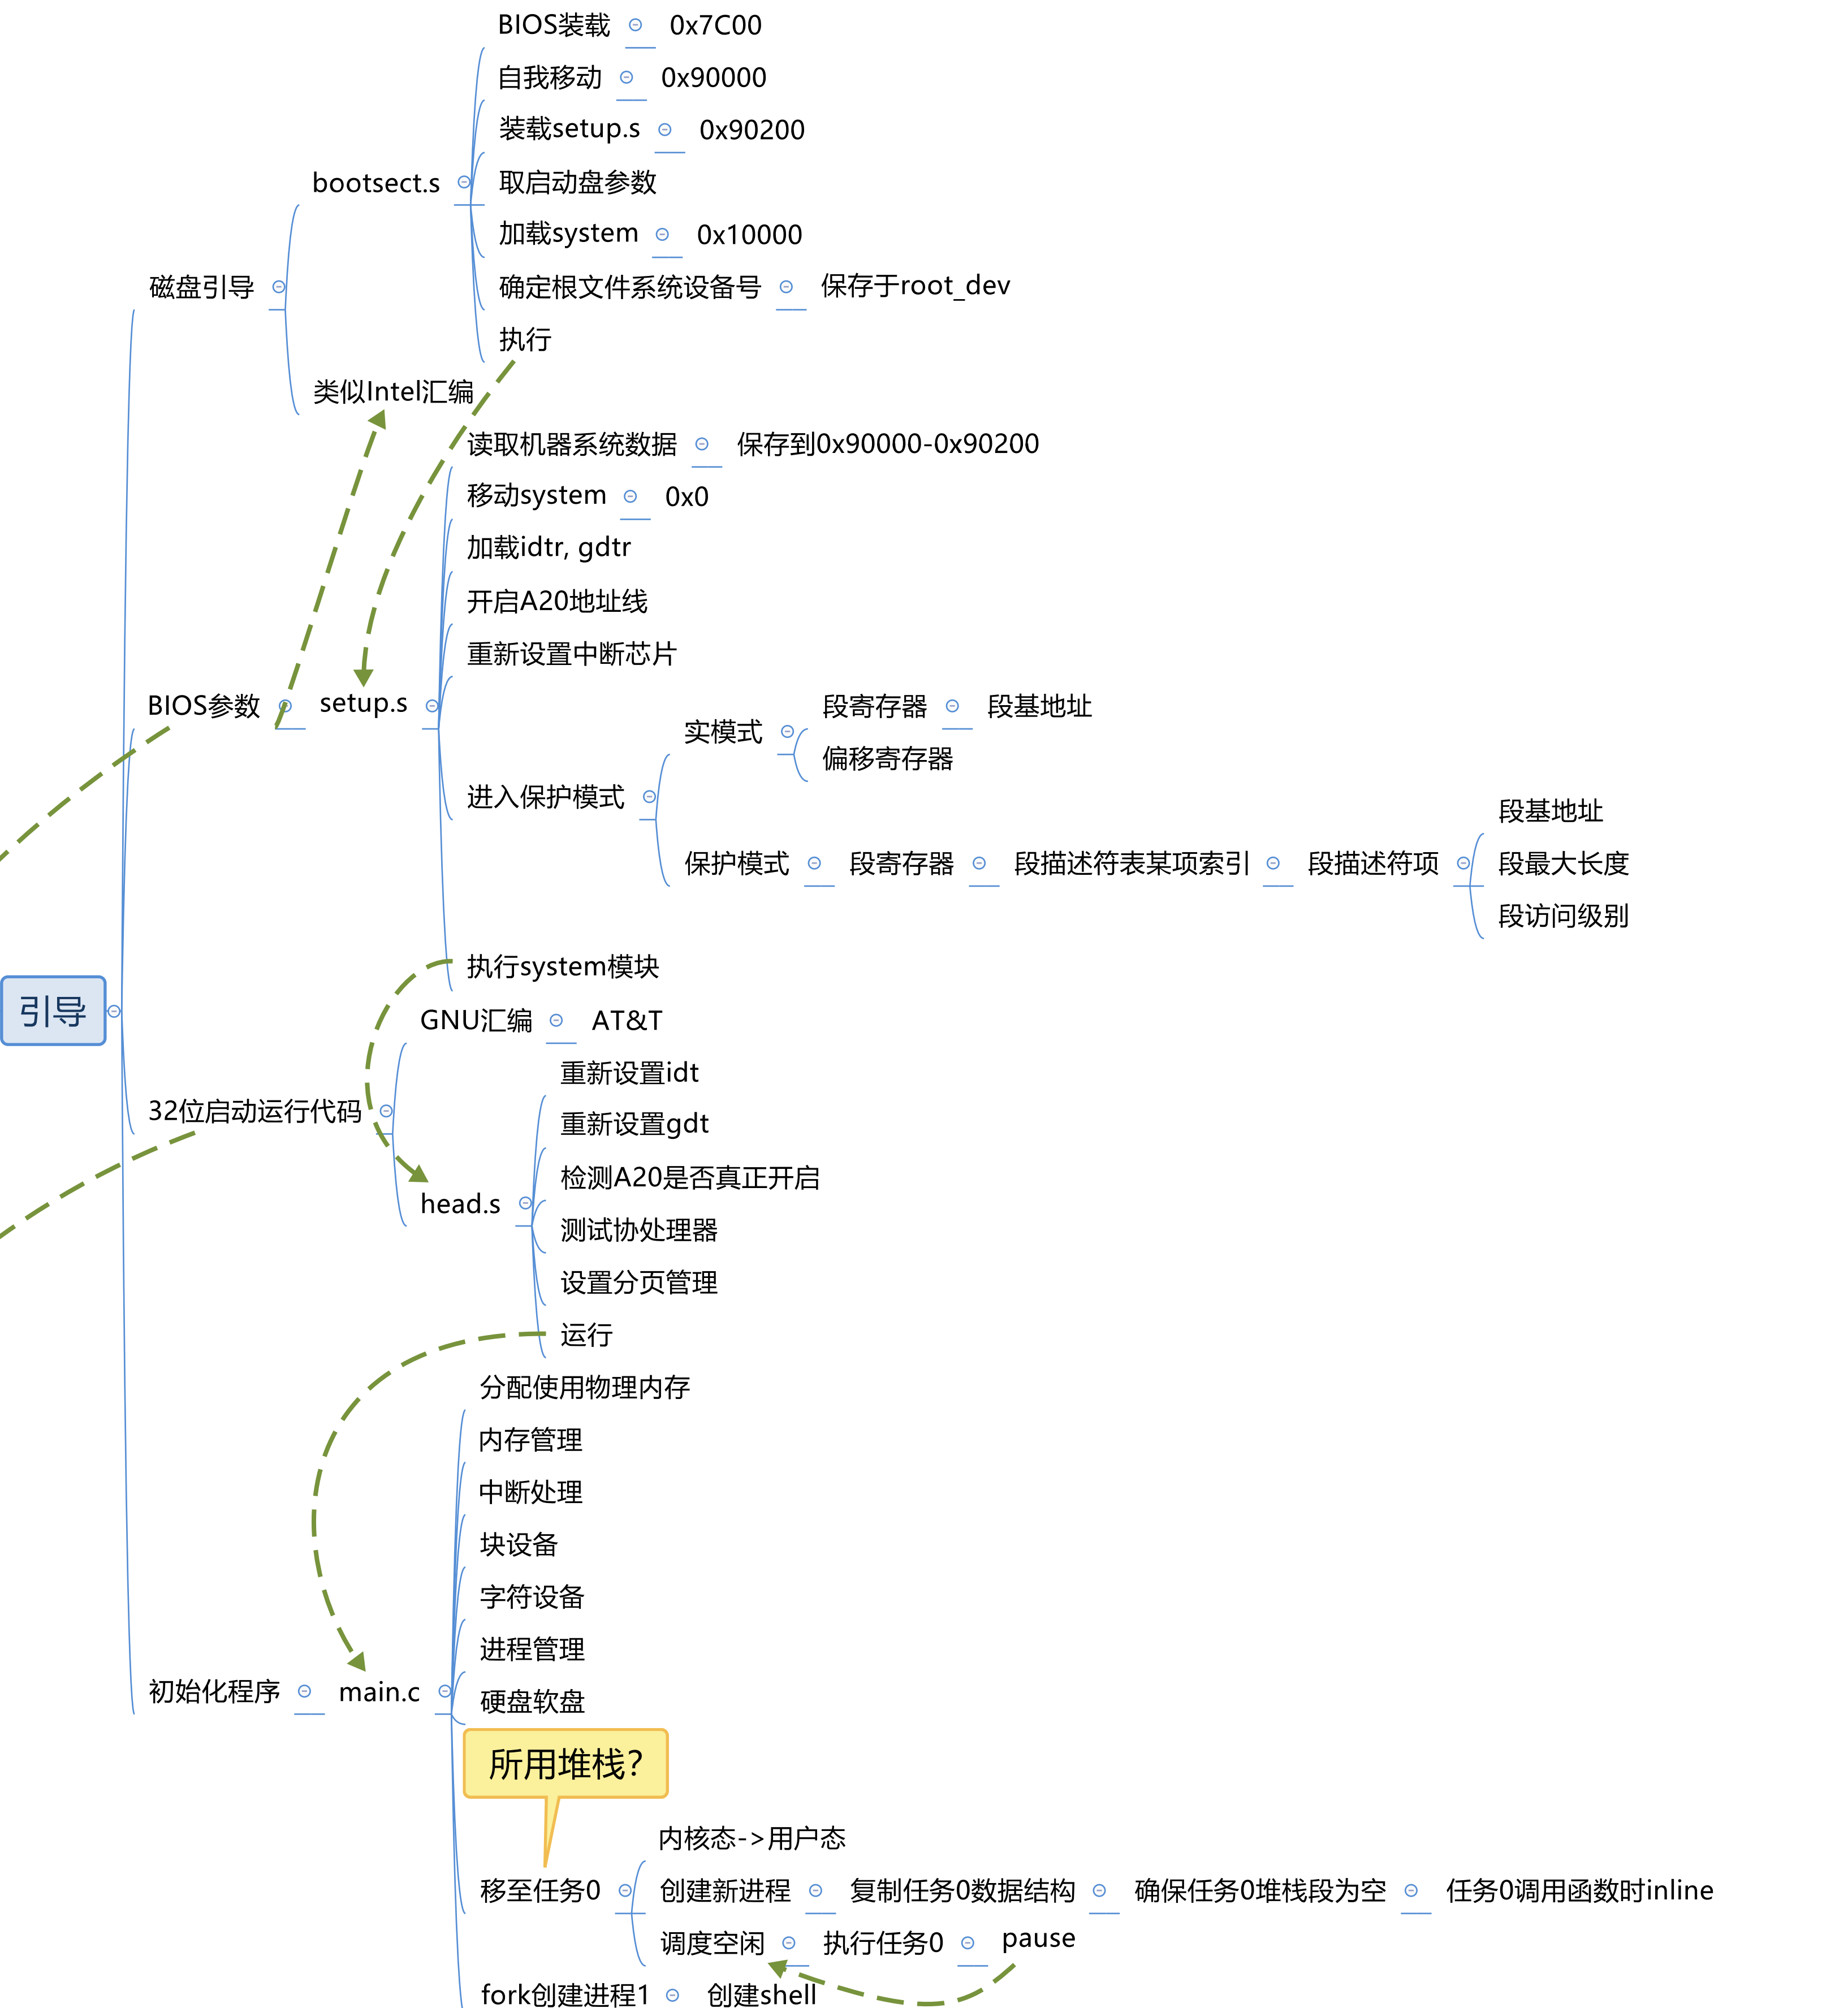 BIOS装载 0x7C00
自我移动 0x90000
装载setup.s 0x90200
bootsect.s 取启动盘参数
加载system 0x10000
磁盘引导 确定根文件系统设备号 保存于root_dev
执行
类似Intel汇编
读取机器系统数据 保存到0x90000-0x90200
移动system 0x0
加载idtr, gdtr
开启A20地址线
重新设置中断芯片
BIOS参数 setup.s 段寄存器 段基地址
实模式
偏移寄存器
进入保护模式
段基地址
保护模式 段寄存器 段描述符表某项索引 段描述符项 段最大长度
段访问级别
执行system模块
引导
GNU汇编 AT&T
重新设置idt
32位启动运行代码 重新设置gdt
检测A20是否真正开启
head.s
测试协处理器
设置分页管理
运行
分配使用物理内存
内存管理
中断处理
块设备
字符设备
进程管理
初始化程序 main.c 硬盘软盘
所用堆栈?
内核态->用户态
移至任务0 创建新进程 复制任务0数据结构 确保任务0堆栈段为空 任务0调用函数时inline
调度空闲 执行任务0 pause
fork创建进程1 创建shell